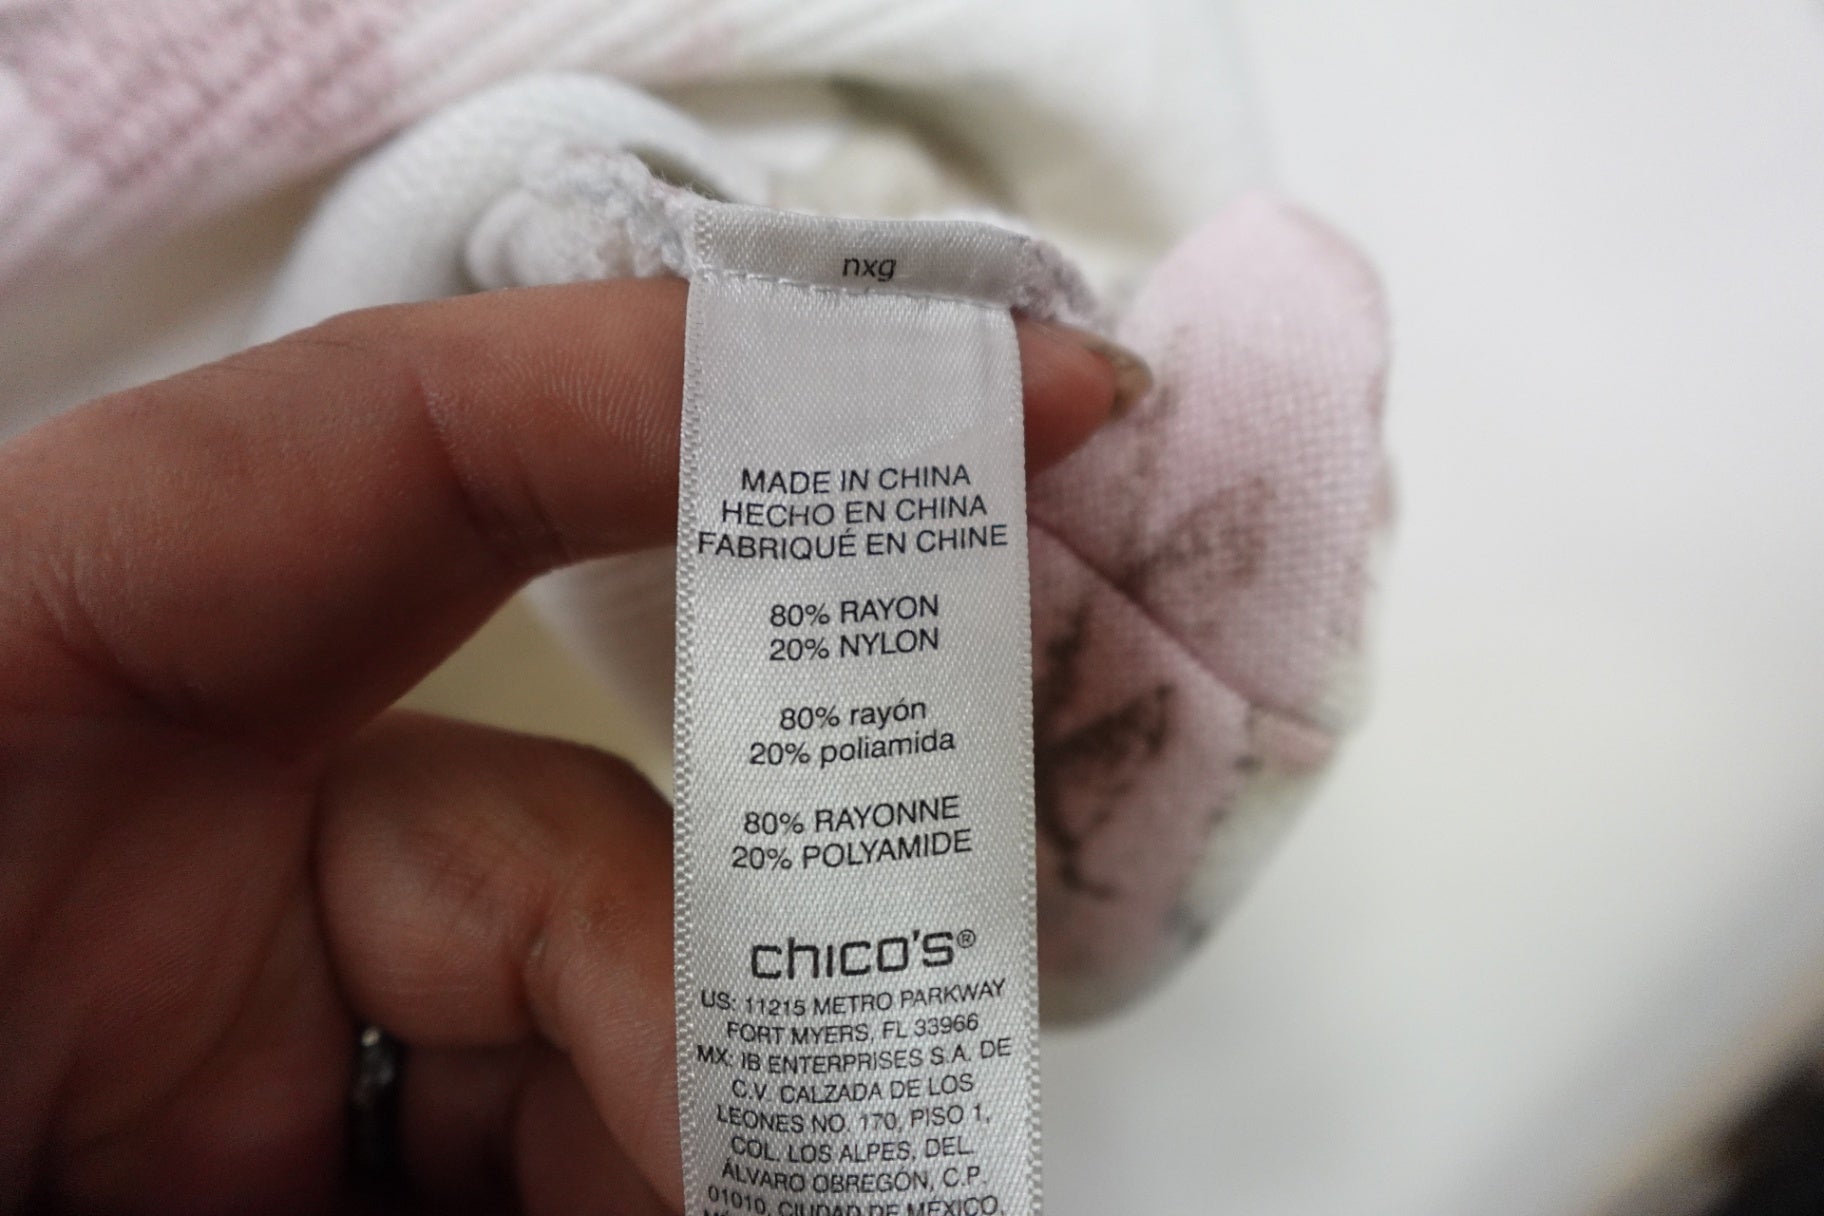 nxg
MADE IN CHINA
HECHO EN CHINA
FABRIQUÉ EN CHINE
80% RAYON
20% NYLON
80% rayón
20% poliamida
80% RAYONNE
20% POLYAMIDE
chico's®
US: 11215 METRO PARKWAY
FORT MYERS, FL 33966
MX: IB ENTERPRISES S.A. DE
C.V. CALZADA DE LOS
LEONES NO. 170, PISO 1,
COL. LOS ALPES, DEL.
ÁLVARO OBREGÓN, C.P.
01010, CIUDAD DE MÉXICO,